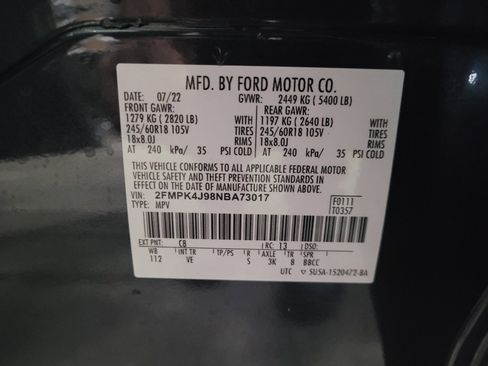 MFD. BY FORD MOTOR CO.
DATE: 07/22 GVWR: 2449 KG ( 5400 LB)
FRONT GAWR: REAR GAWR:
1279 KG ( 2820 LB) WITH 1197 KG ( 2640 LB) WITH
245/60R18 105V TIRES 245/60R18 105V TIRES
18x8.0J RIMS 18x8.0J RIMS
AT 240 kPa/ 35 PSI COLD AT 240 kPa/ 35 PSI COLD
THIS VEHICLE CONFORMS TO ALL APPLICABLE FEDERAL MOTOR
VEHICLE SAFETY AND THEFT PREVENTION STANDARDS IN
EFFECT ON THE DATE OF MANUFACTURE SHOWN ABOVE.
VIN: 2FMPK4J98NBA73017 F0111
TYPE: MPV T0357
EXT PNT: C8 RC: 13 DSO:
WB INT TR TP/PS R AXLE TR SPR
112 VE S 3K 8 BBCC
UTC ▽ SU5A-1520472-BA